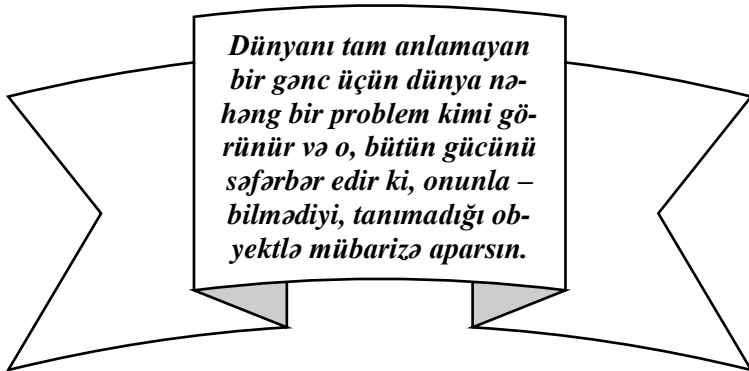 Dünyanı tam anlamayan
bir gənc üçün dünya nə-
həng bir problem kimi gö-
rünür və o, bütün gücünü
səfərbər edir ki, onunla –
bilmədiyi, tanımadığı ob-
yektlə mübarizə aparsın.